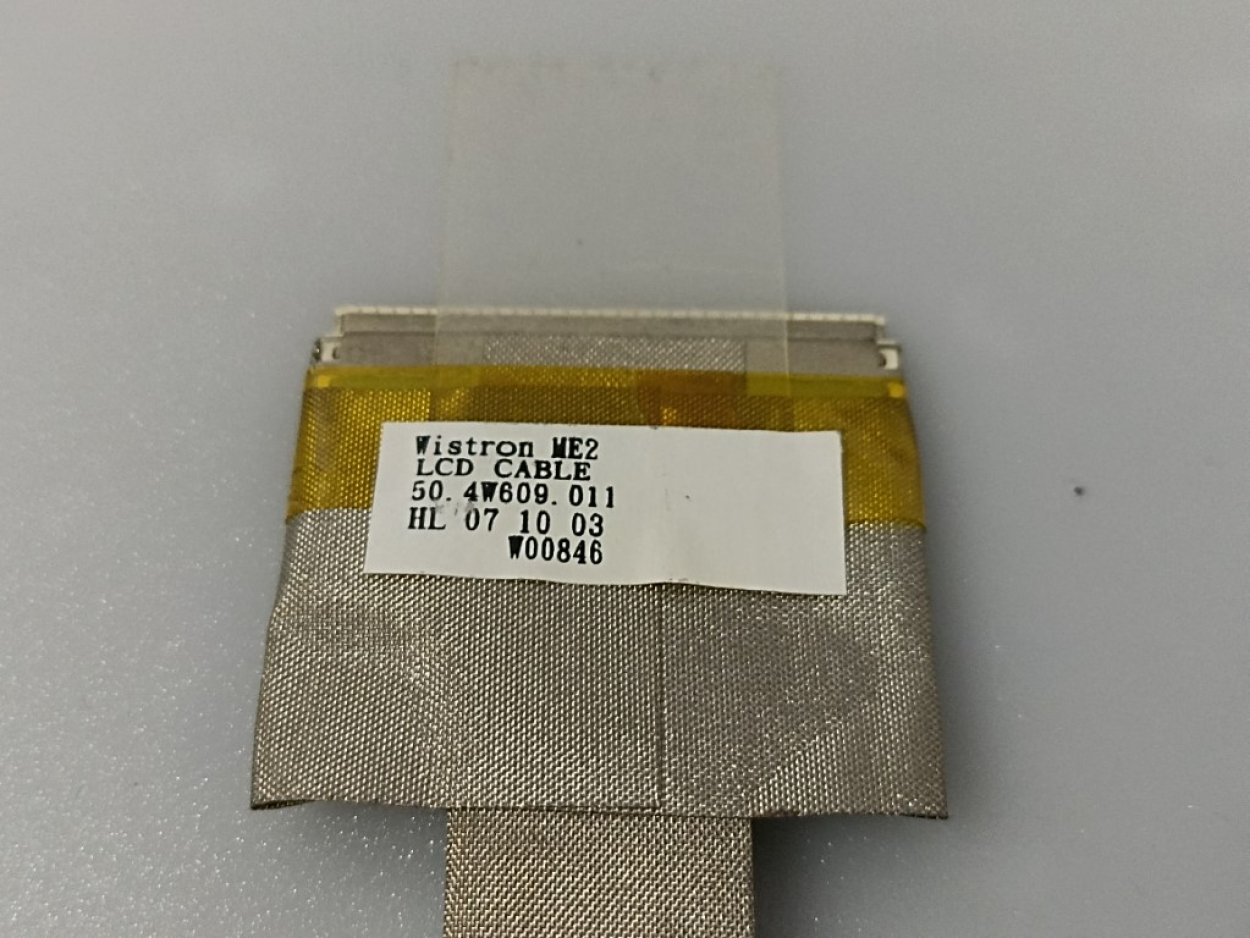 Wistron ME2
LCD CABLE
50.4W609.011
HL 07 10 03
W00846